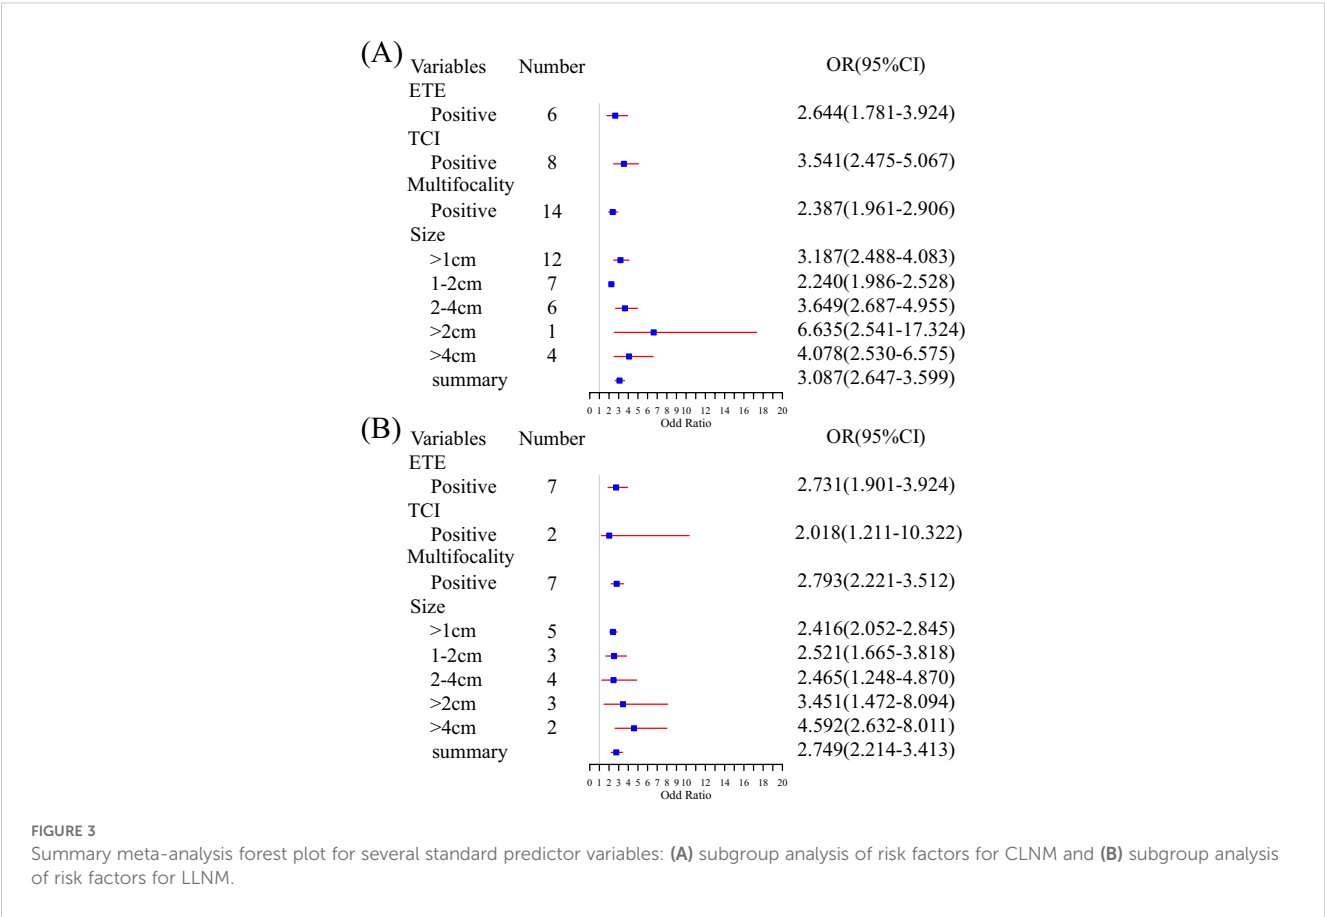 (A)
Variables Number OR(95%CI)
ETE
Positive 6 2.644(1.781-3.924)
TCI
Positive 8 3.541(2.475-5.067)
Multifocality
Positive 14 2.387(1.961-2.906)
Size
>1cm 12 3.187(2.488-4.083)
1-2cm 7 2.240(1.986-2.528)
2-4cm 6 3.649(2.687-4.955)
>2cm 1 6.635(2.541-17.324)
>4cm 4 4.078(2.530-6.575)
summary 3.087(2.647-3.599)
0 1 2 3 4 5 6 7 8 9 10 12 14 16 18 20
Odd Ratio
(B)
Variables Number OR(95%CI)
ETE
Positive 7 2.731(1.901-3.924)
TCI
Positive 2 2.018(1.211-10.322)
Multifocality
Positive 7 2.793(2.221-3.512)
Size
>1cm 5 2.416(2.052-2.845)
1-2cm 3 2.521(1.665-3.818)
2-4cm 4 2.465(1.248-4.870)
>2cm 3 3.451(1.472-8.094)
>4cm 2 4.592(2.632-8.011)
summary 2.749(2.214-3.413)
0 1 2 3 4 5 6 7 8 9 10 12 14 16 18 20
Odd Ratio
FIGURE 3
Summary meta-analysis forest plot for several standard predictor variables: (A) subgroup analysis of risk factors for CLNM and (B) subgroup analysis
of risk factors for LLNM.